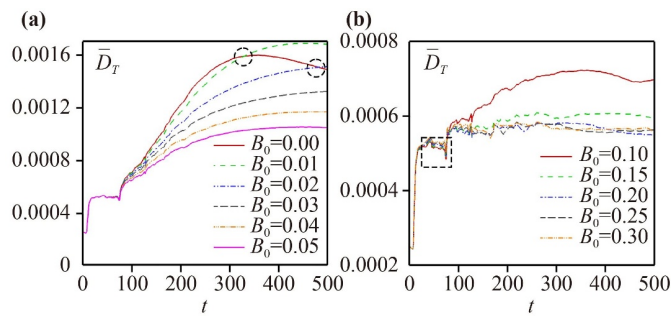 (a)
D̅_T
0.0016
0.0012
0.0008
0.0004
0
0 100 200 300 400 500
t
B₀=0.00
B₀=0.01
B₀=0.02
B₀=0.03
B₀=0.04
B₀=0.05
(b)
0.0008
D̅_T
0.0006
0.0004
0.0002
0 100 200 300 400 500
t
B₀=0.10
B₀=0.15
B₀=0.20
B₀=0.25
B₀=0.30